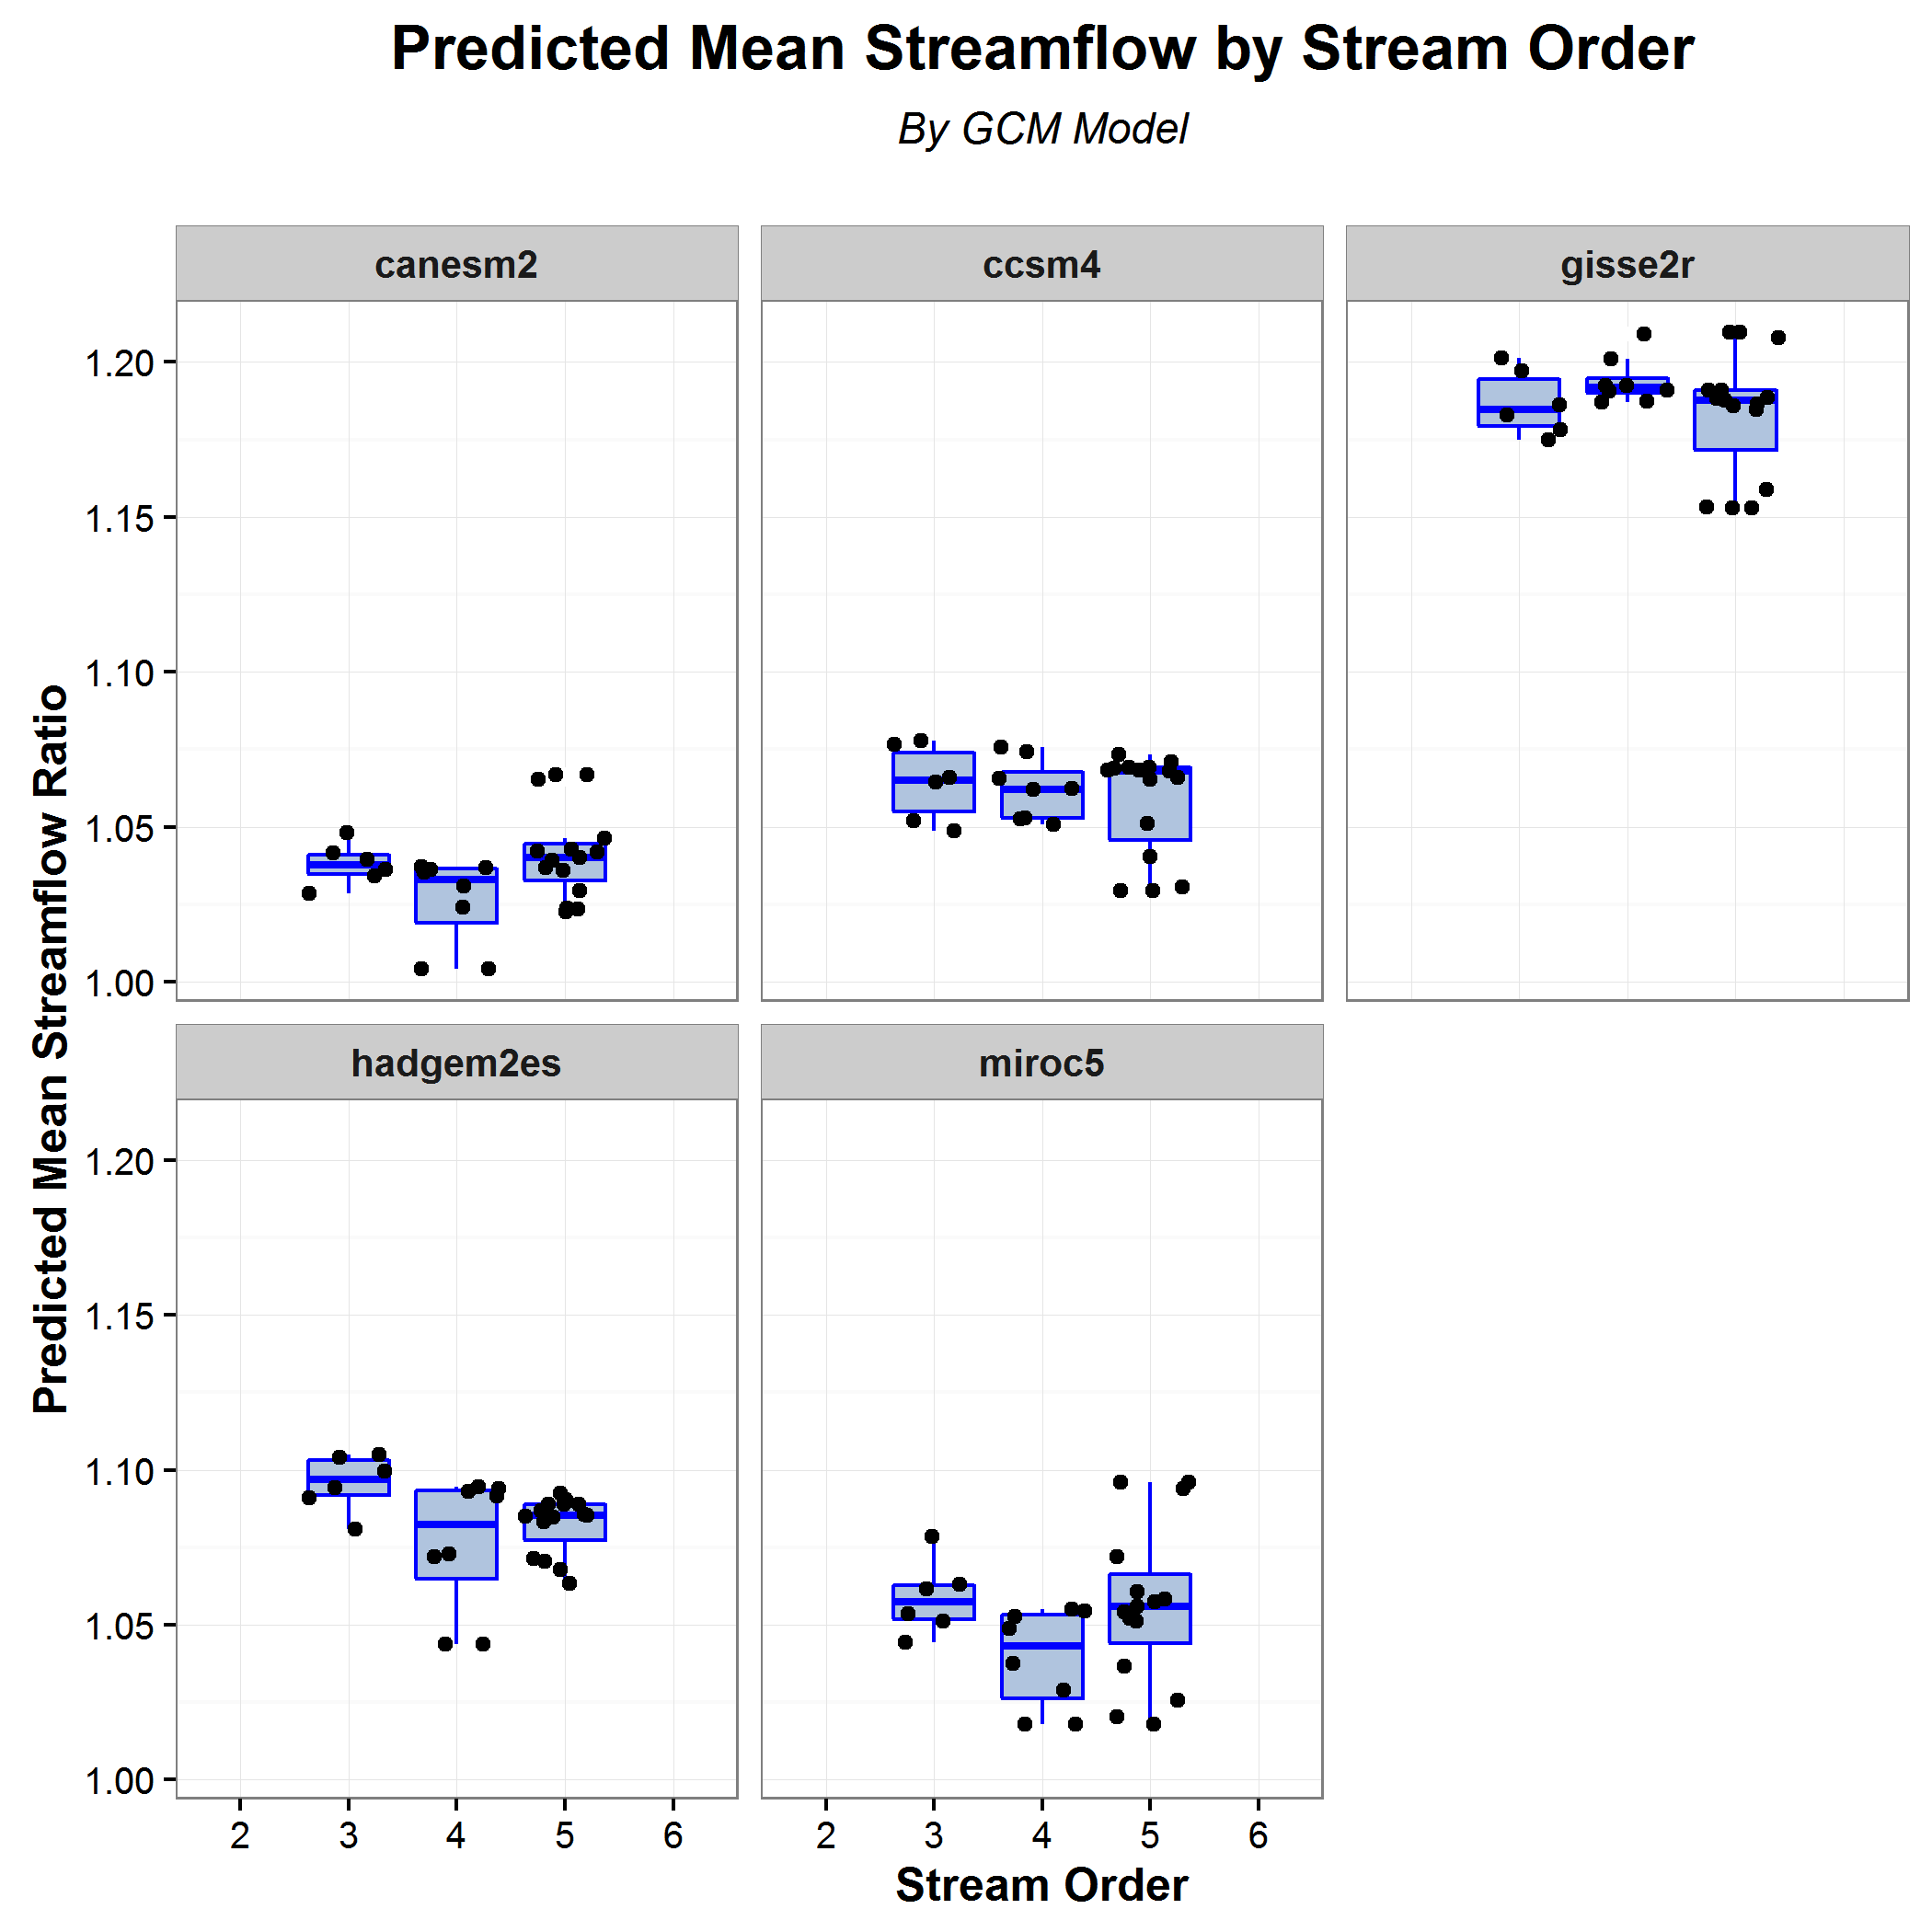 Predicted Mean Streamflow by Stream Order
By GCM Model
canesm2
ccsm4
gisse2r
1.20
1.15
1.10
1.05
1.00
Predicted Mean Streamflow Ratio
hadgem2es
miroc5
1.20
1.15
1.10
1.05
1.00
2 3 4 5 6
2 3 4 5 6
Stream Order